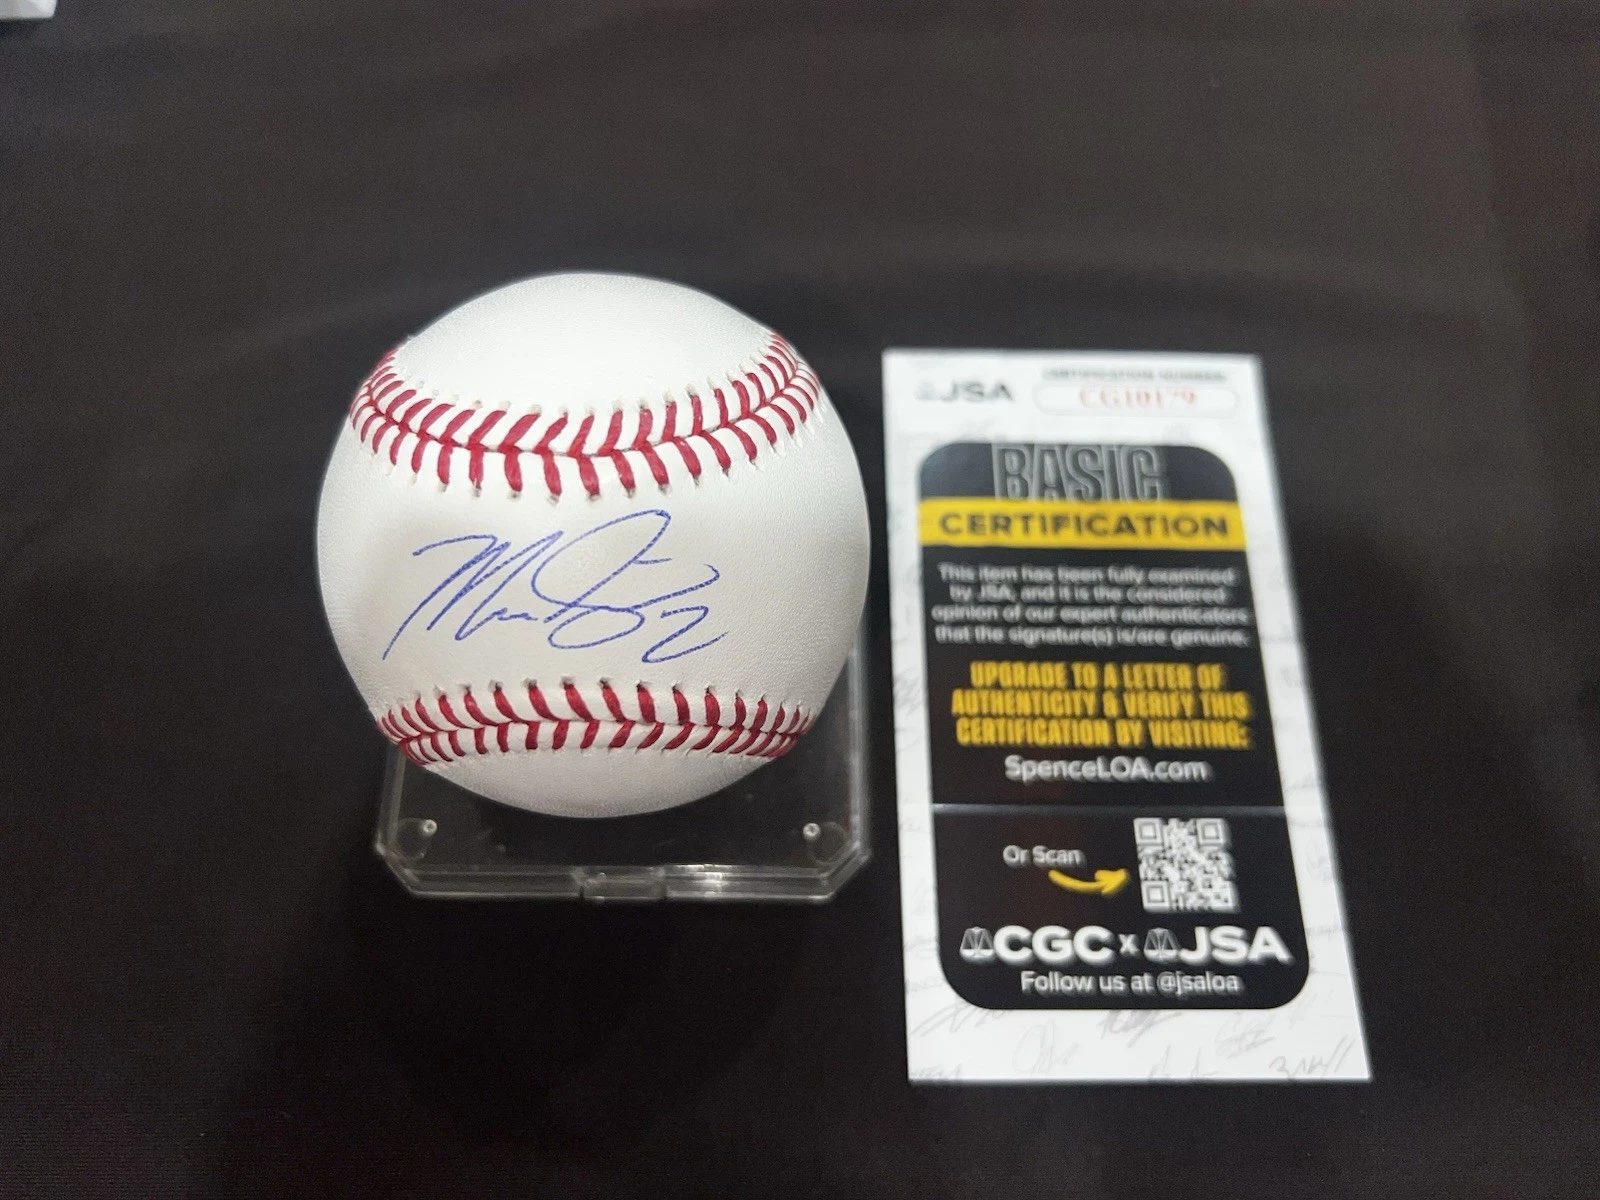 JSA
CERTIFICATION NUMBER
BASIC
CERTIFICATION
This item has been fully examined
by JSA, and it is the considered
opinion of our expert authenticators
that the signature(s) is/are genuine.
UPGRADE TO A LETTER OF
AUTHENTICITY & VERIFY THIS
CERTIFICATION BY VISITING:
SpenceLOA.com
Or Scan
CGC x JSA
Follow us at @jsaloa